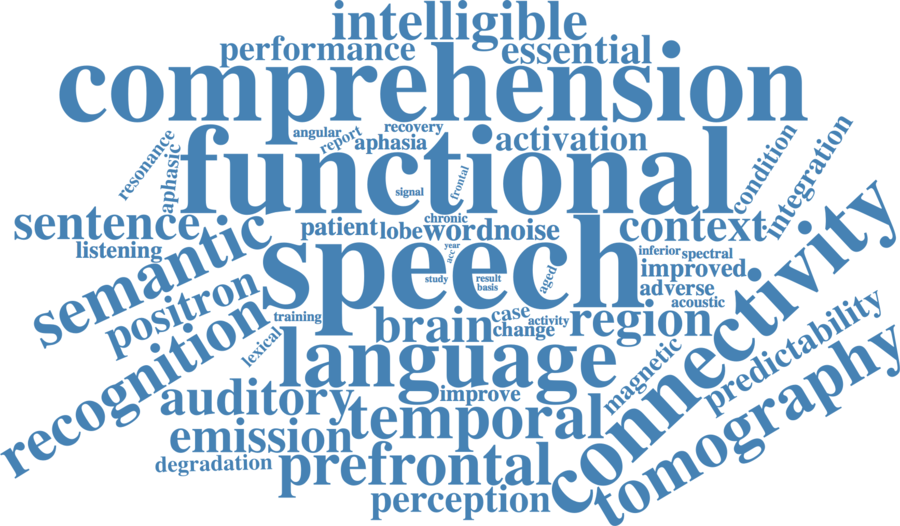 intelligible
performance
essential
comprehension
angular
report
recovery
aphasia
activation
resonance
aphasic
functional
condition
integration
signal
frontal
sentence
patient
lobe
chronic
word
noise
context
listening
semantic
speech
year
acc
inferior
spectral
improved
study
result
basis
aged
adverse
acoustic
connectivity
positron
recognition
training
brain
case
change
activity
region
lexical
language
magnetic
predictability
auditory
improve
temporal
tomography
emission
degradation
prefrontal
perception